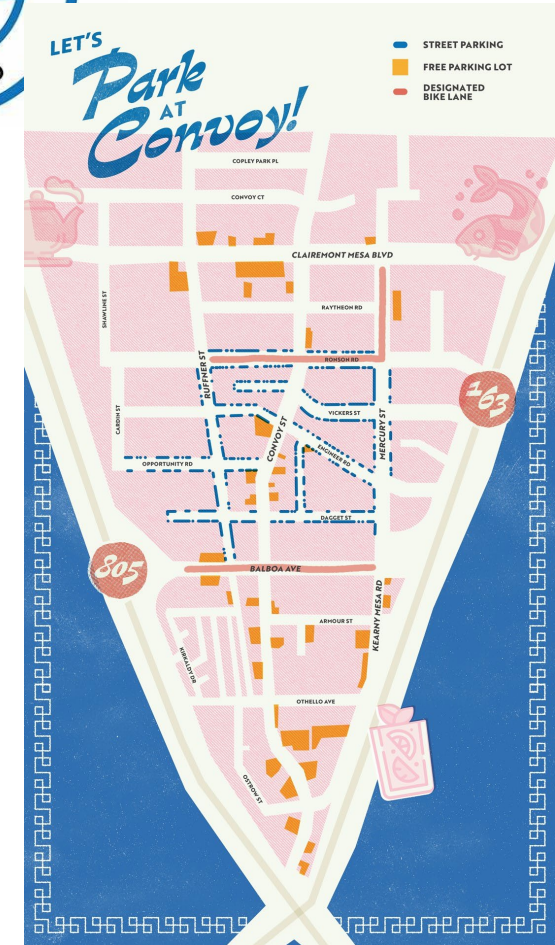 LET'S
Park
AT
Convoy!
STREET PARKING
FREE PARKING LOT
DESIGNATED
BIKE LANE
COPLEY PARK PL
CONVOY CT
CLAIREMONT MESA BLVD
SHAWLINE ST
RAYTHEON RD
RONSON RD
RUFFNER ST
163
CARDIN ST
VICKERS ST
MERCURY ST
CONVOY ST
ENGINEER RD
OPPORTUNITY RD
DAGGET ST
805
BALBOA AVE
KEARNY MESA RD
ARMOUR ST
KIRKALDY DR
OTHELLO AVE
OSTROW ST